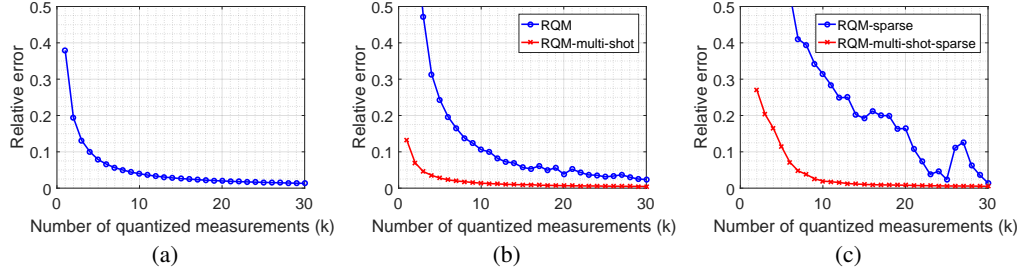 Relative error
0.5
0.4
0.3
0.2
0.1
0
0 10 20 30
Number of quantized measurements (k)
(a)
Relative error
0.5
0.4
0.3
0.2
0.1
0
0 10 20 30
RQM
RQM-multi-shot
Number of quantized measurements (k)
(b)
Relative error
0.5
0.4
0.3
0.2
0.1
0
0 10 20 30
RQM-sparse
RQM-multi-shot-sparse
Number of quantized measurements (k)
(c)